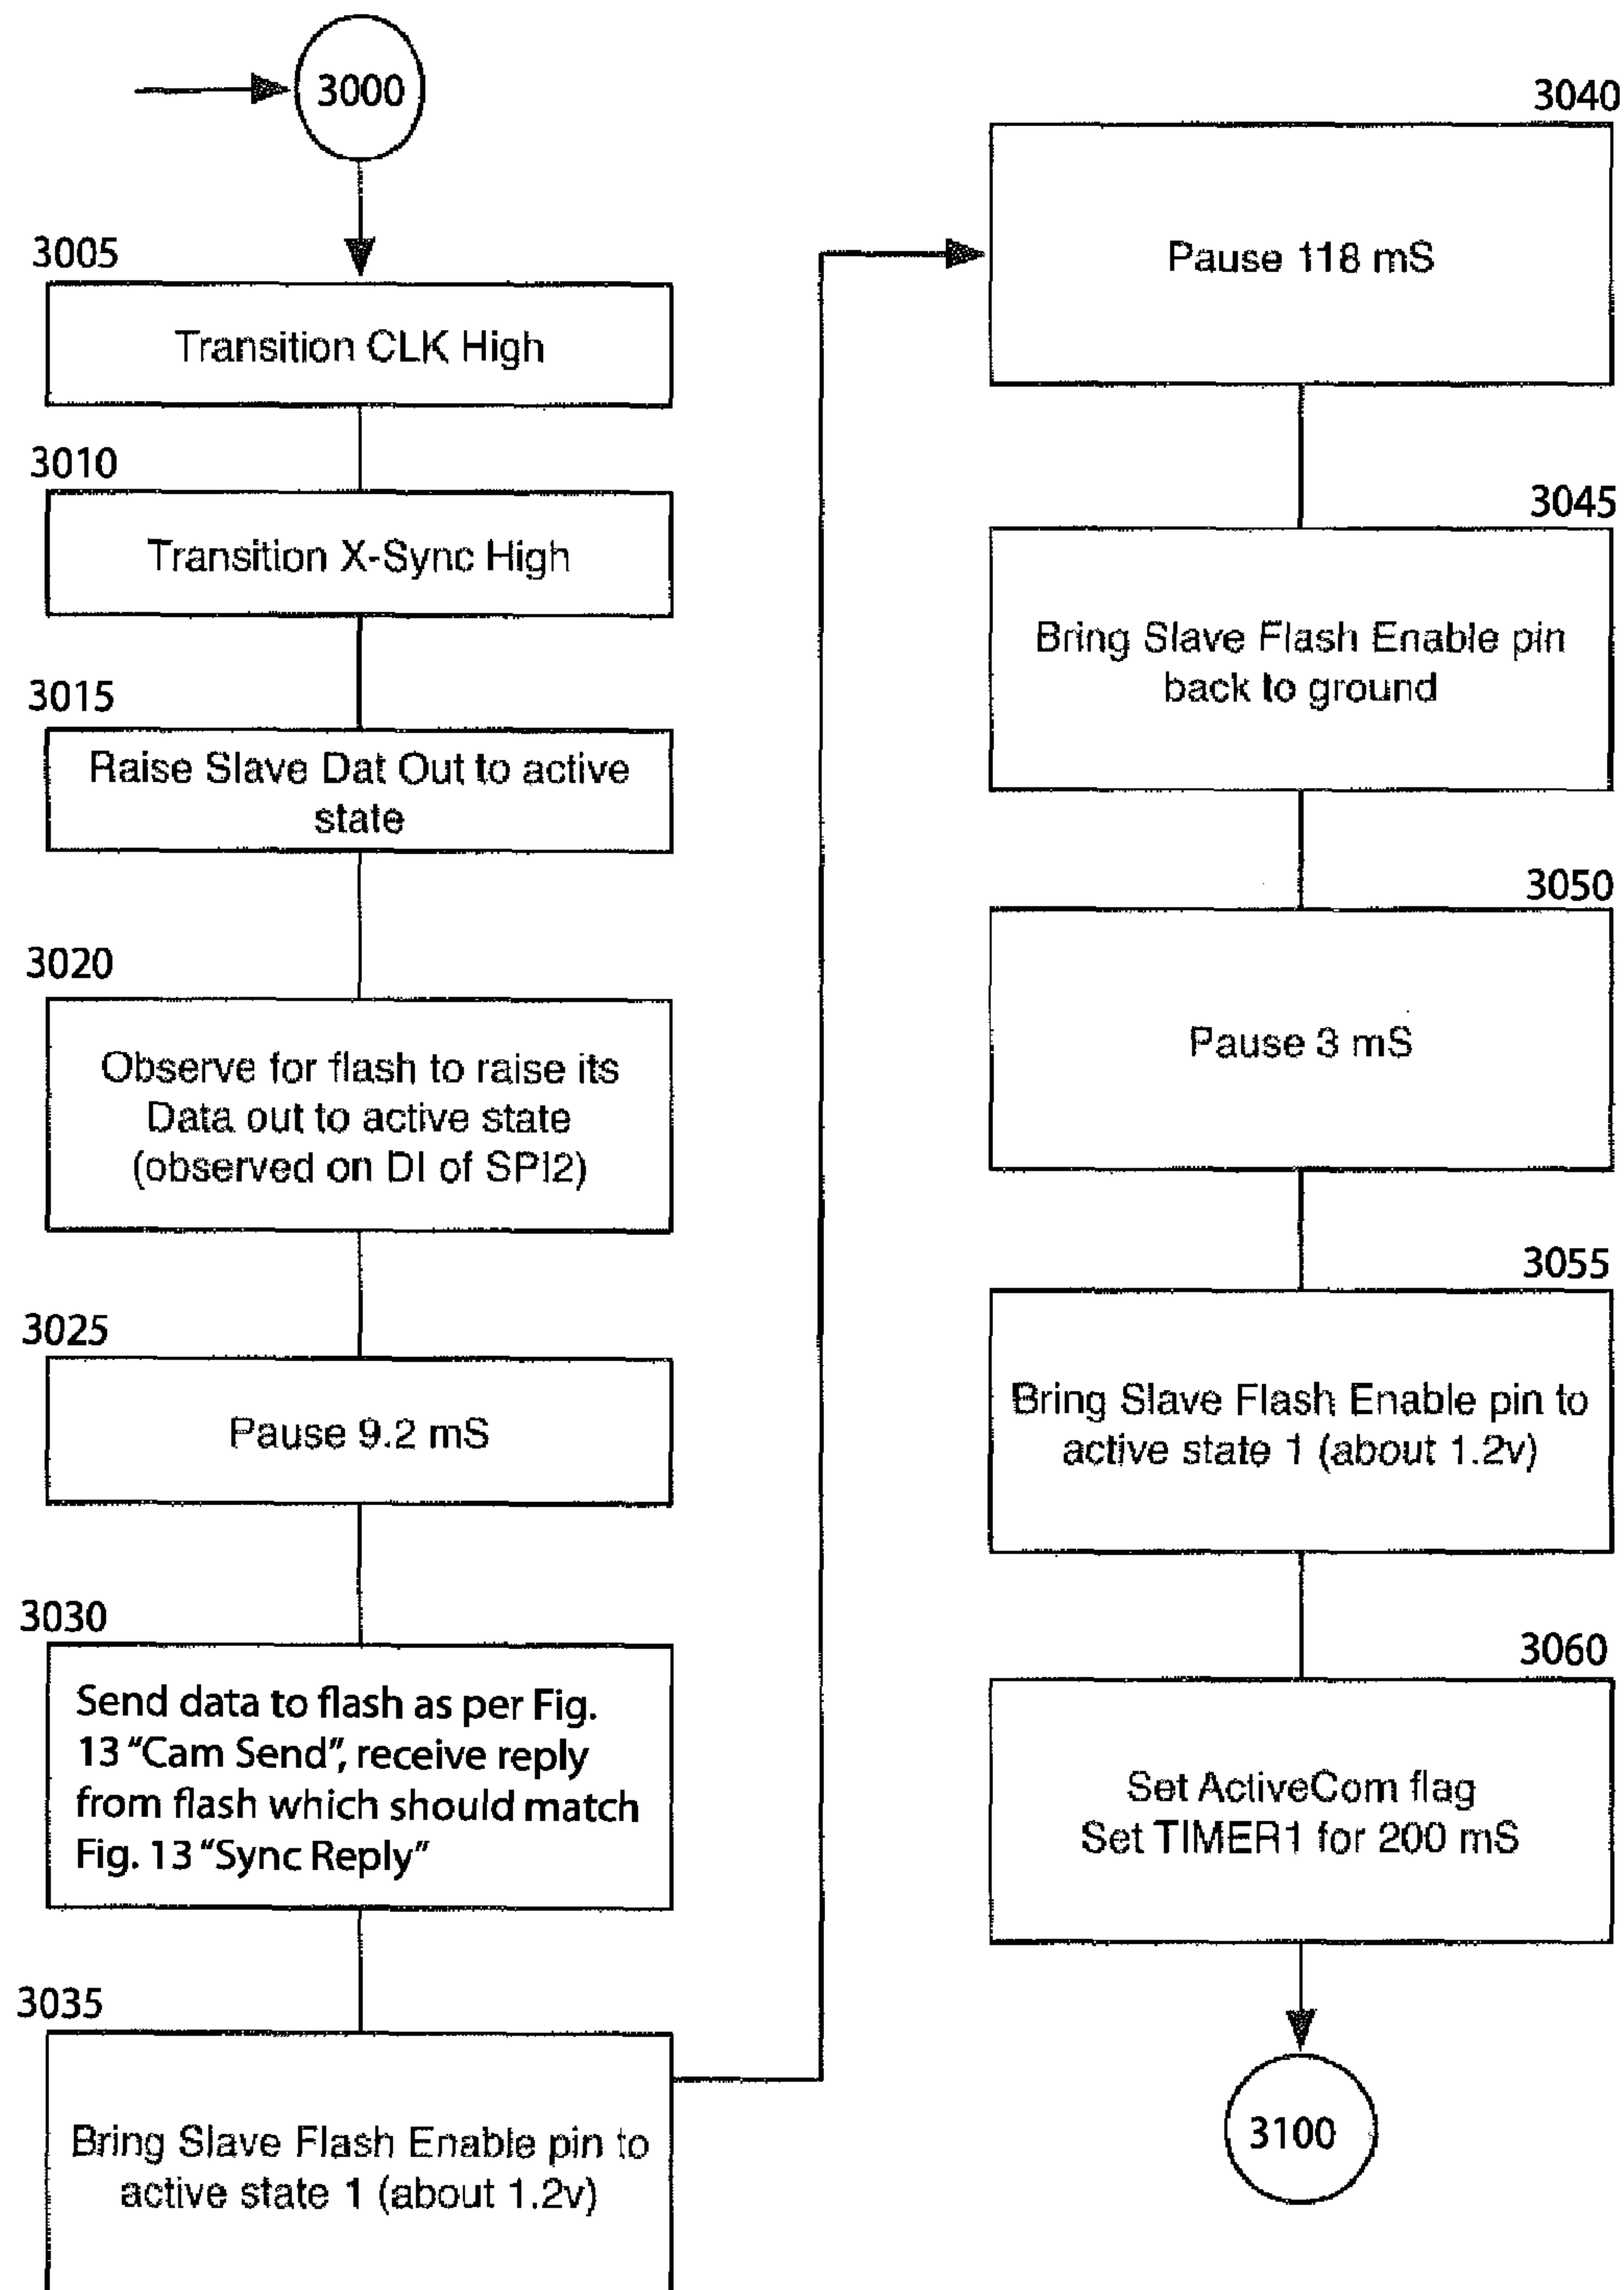 3000
3005
Transition CLK High
3010
Transition X-Sync High
3015
Raise Slave Dat Out to active
state
3020
Observe for flash to raise its
Data out to active state
(observed on DI of SPI2)
3025
Pause 9.2 mS
3030
Send data to flash as per Fig.
13 "Cam Send", receive reply
from flash which should match
Fig. 13 "Sync Reply"
3035
Bring Slave Flash Enable pin to
active state 1 (about 1.2v)
3040
Pause 118 mS
3045
Bring Slave Flash Enable pin
back to ground
3050
Pause 3 mS
3055
Bring Slave Flash Enable pin to
active state 1 (about 1.2v)
3060
Set ActiveCom flag
Set TIMER1 for 200 mS
3100